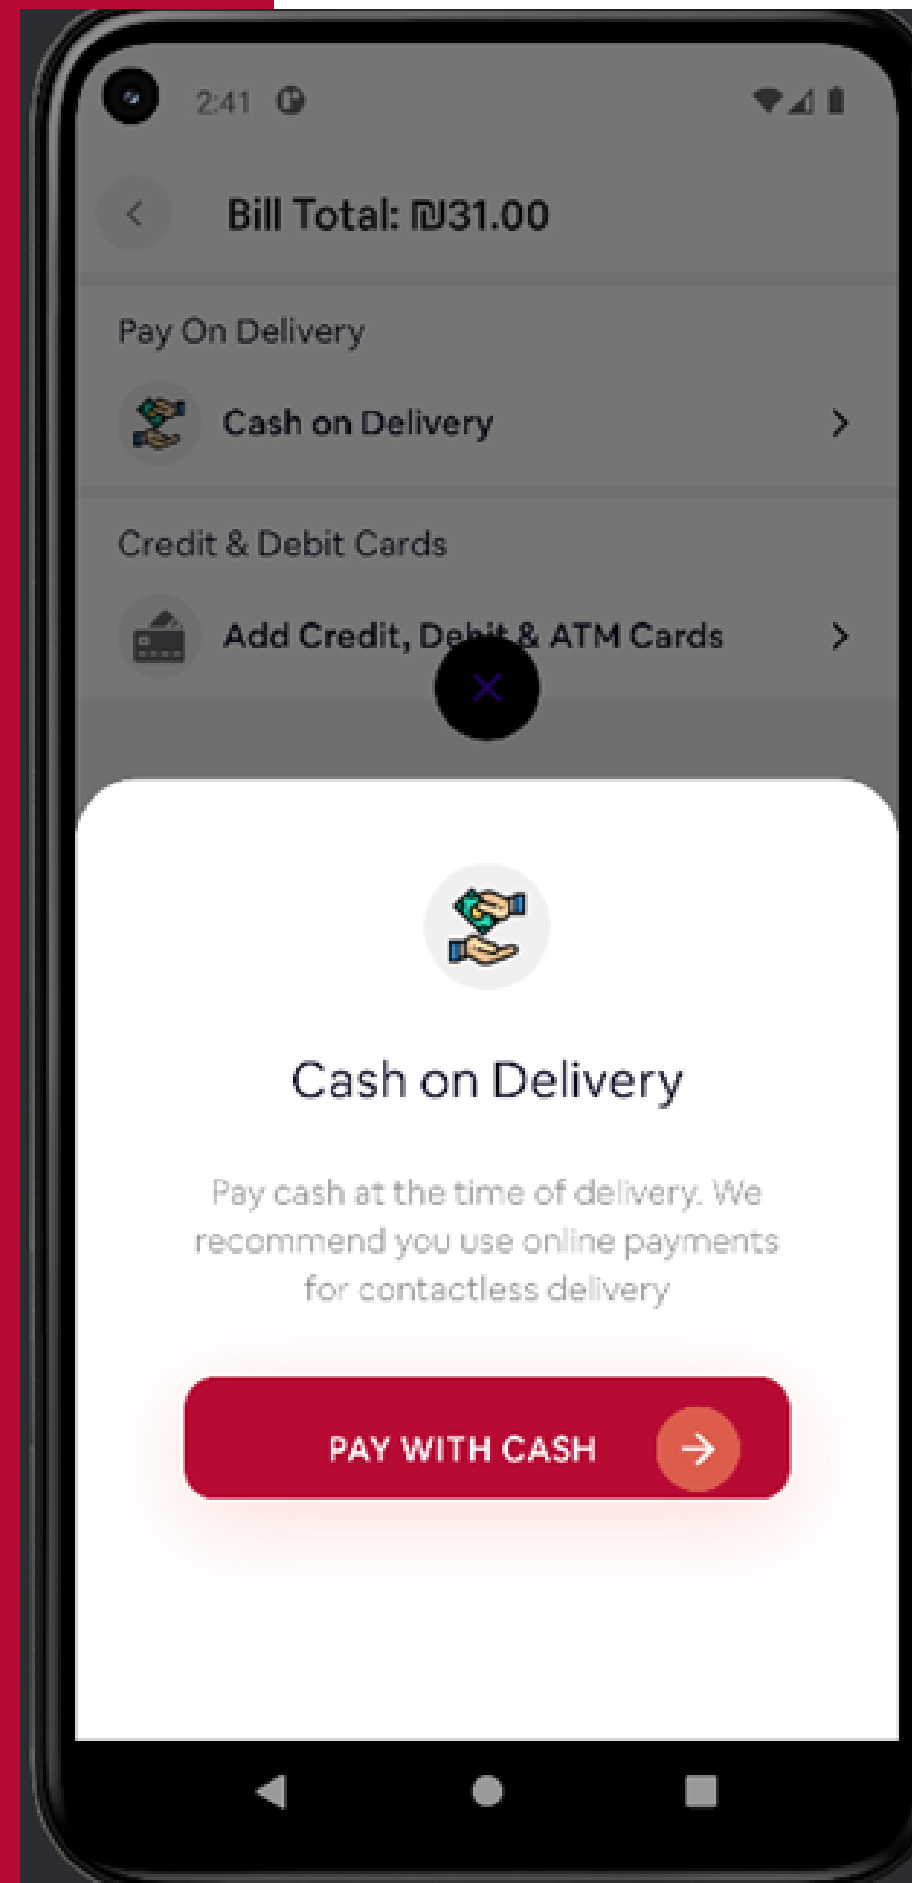 2:41
Bill Total: ₪31.00
Pay On Delivery
Cash on Delivery
Credit & Debit Cards
Add Credit, Debit & ATM Cards
Cash on Delivery
Pay cash at the time of delivery. We
recommend you use online payments
for contactless delivery
PAY WITH CASH